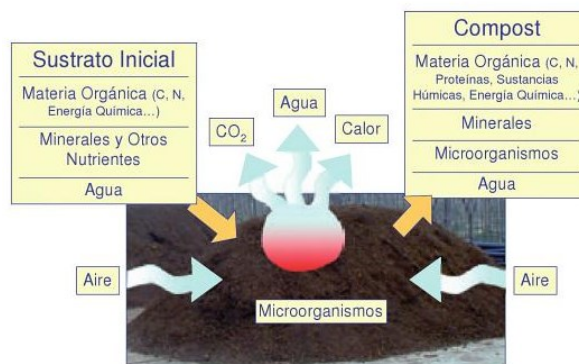 Sustrato Inicial
Materia Orgánica (C, N,
Energía Química...)
Minerales y Otros
Nutrientes
Agua
CO2
Agua
Calor
Compost
Materia Orgánica (C, N,
Proteínas, Sustancias
Húmicas, Energía Química...)
Minerales
Microorganismos
Agua
Aire
Aire
Microorganismos